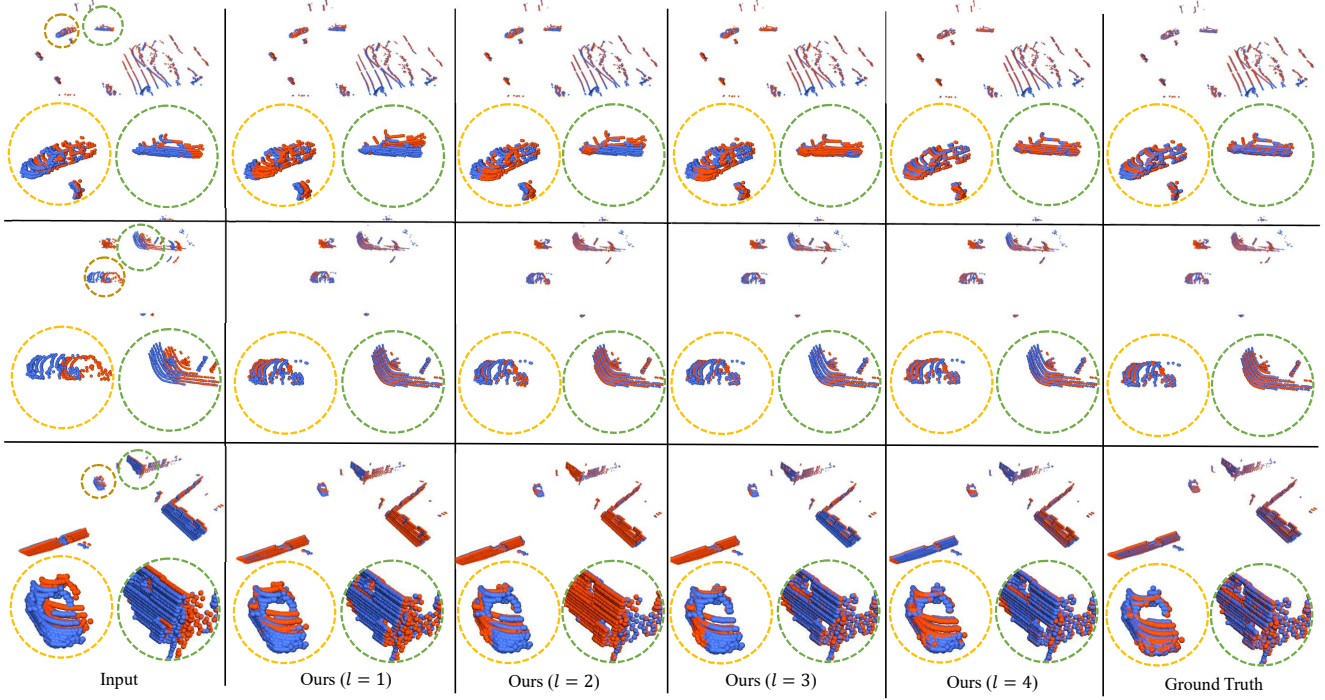 Input
Ours (l = 1)
Ours (l = 2)
Ours (l = 3)
Ours (l = 4)
Ground Truth